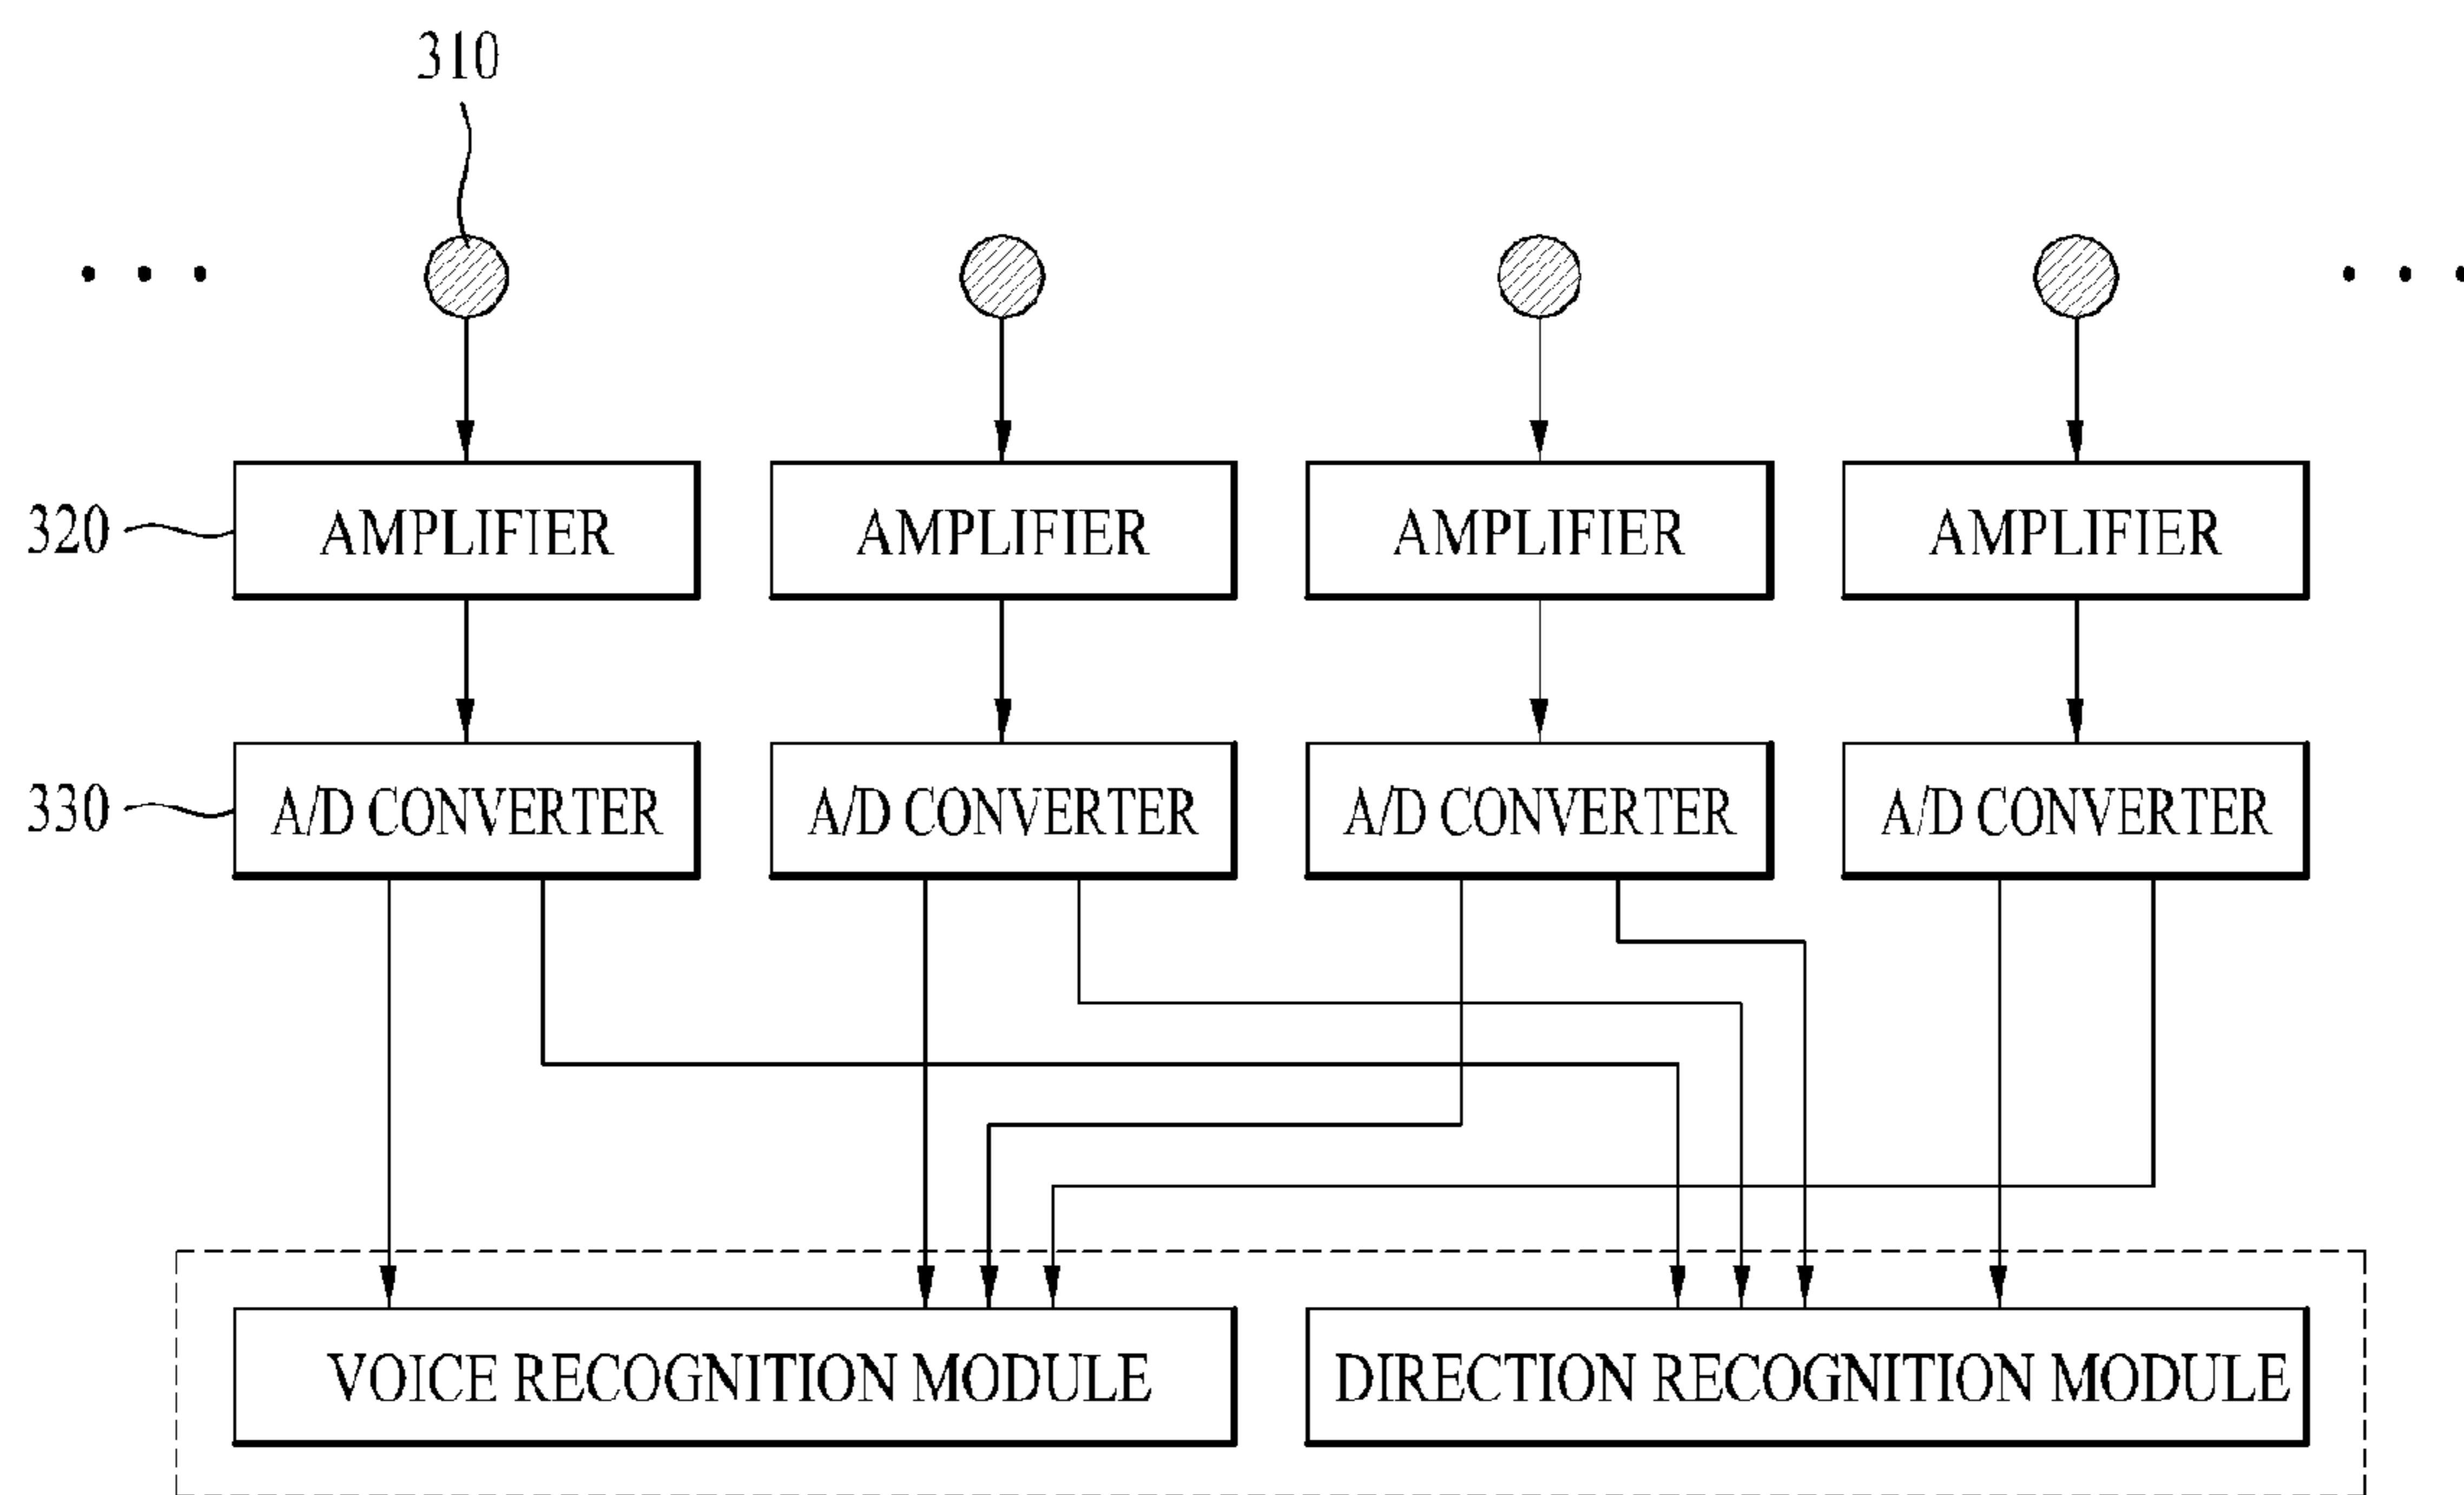 310
320 AMPLIFIER AMPLIFIER AMPLIFIER AMPLIFIER
330 A/D CONVERTER A/D CONVERTER A/D CONVERTER A/D CONVERTER
VOICE RECOGNITION MODULE DIRECTION RECOGNITION MODULE